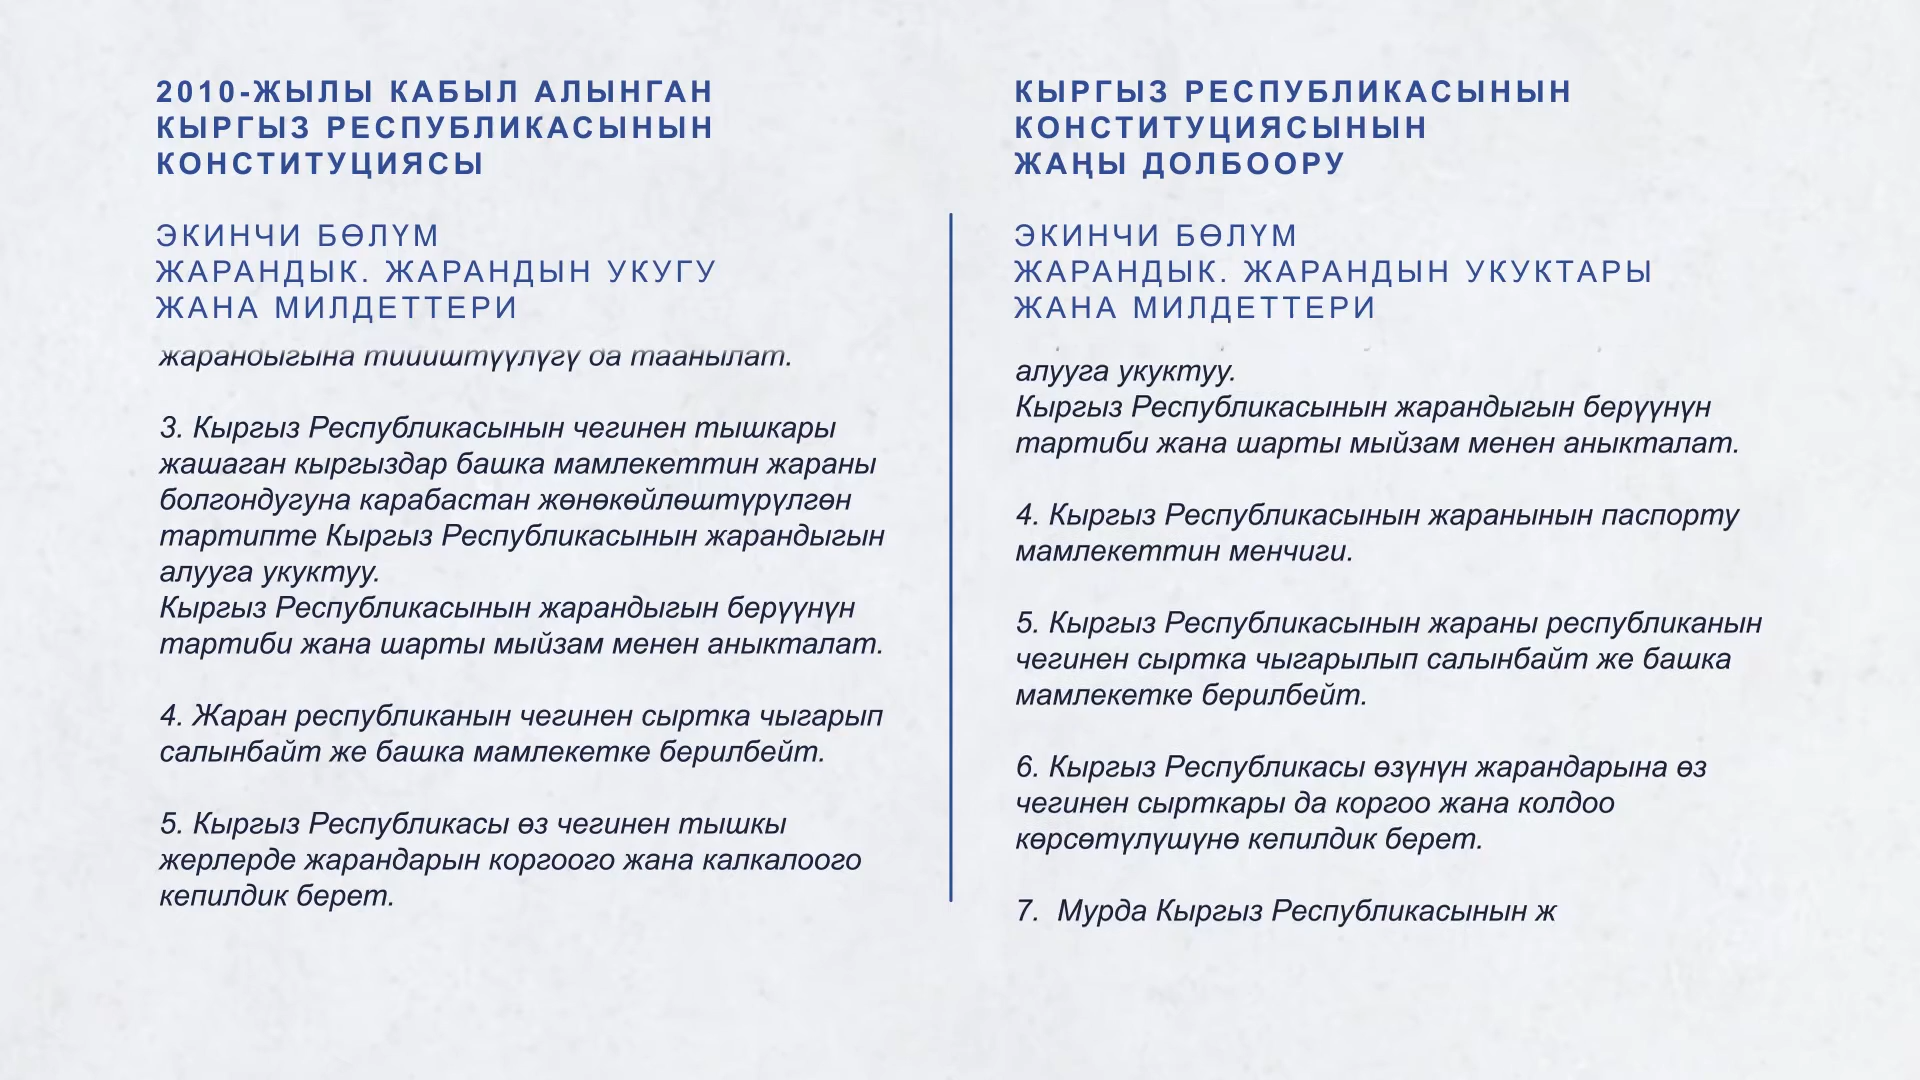 2010-ЖЫЛЫ КАБЫЛ АЛЫНГАН
КЫРГЫЗ РЕСПУБЛИКАСЫНЫН
КОНСТИТУЦИЯСЫ
ЭКИНЧИ БӨЛҮМ
ЖАРАНДЫК. ЖАРАНДЫН УКУГУ
ЖАНА МИЛДЕТТЕРИ
жарандыгына тийиштүүлүгү да таанылат.
3. Кыргыз Республикасынын чегинен тышкары
жашаган кыргыздар башка мамлекеттин жараны
болгондугуна карабастан жөнөкөйлөштүрүлгөн
тартипте Кыргыз Республикасынын жарандыгын
алууга укуктуу.
Кыргыз Республикасынын жарандыгын берүүнүн
тартиби жана шарты мыйзам менен аныкталат.
4. Жаран республиканын чегинен сыртка чыгарып
салынбайт же башка мамлекетке берилбейт.
5. Кыргыз Республикасы өз чегинен тышкы
жерлерде жарандарын коргоого жана калкалоого
кепилдик берет.
КЫРГЫЗ РЕСПУБЛИКАСЫНЫН
КОНСТИТУЦИЯСЫНЫН
ЖАҢЫ ДОЛБООРУ
ЭКИНЧИ БӨЛҮМ
ЖАРАНДЫК. ЖАРАНДЫН УКУКТАРЫ
ЖАНА МИЛДЕТТЕРИ
алууга укуктуу.
Кыргыз Республикасынын жарандыгын берүүнүн
тартиби жана шарты мыйзам менен аныкталат.
4. Кыргыз Республикасынын жаранынын паспорту
мамлекеттин менчиги.
5. Кыргыз Республикасынын жараны республиканын
чегинен сыртка чыгарылып салынбайт же башка
мамлекетке берилбейт.
6. Кыргыз Республикасы өзүнүн жарандарына өз
чегинен сырткары да коргоо жана колдоо
көрсөтүлүшүнө кепилдик берет.
7. Мурда Кыргыз Республикасынын ж